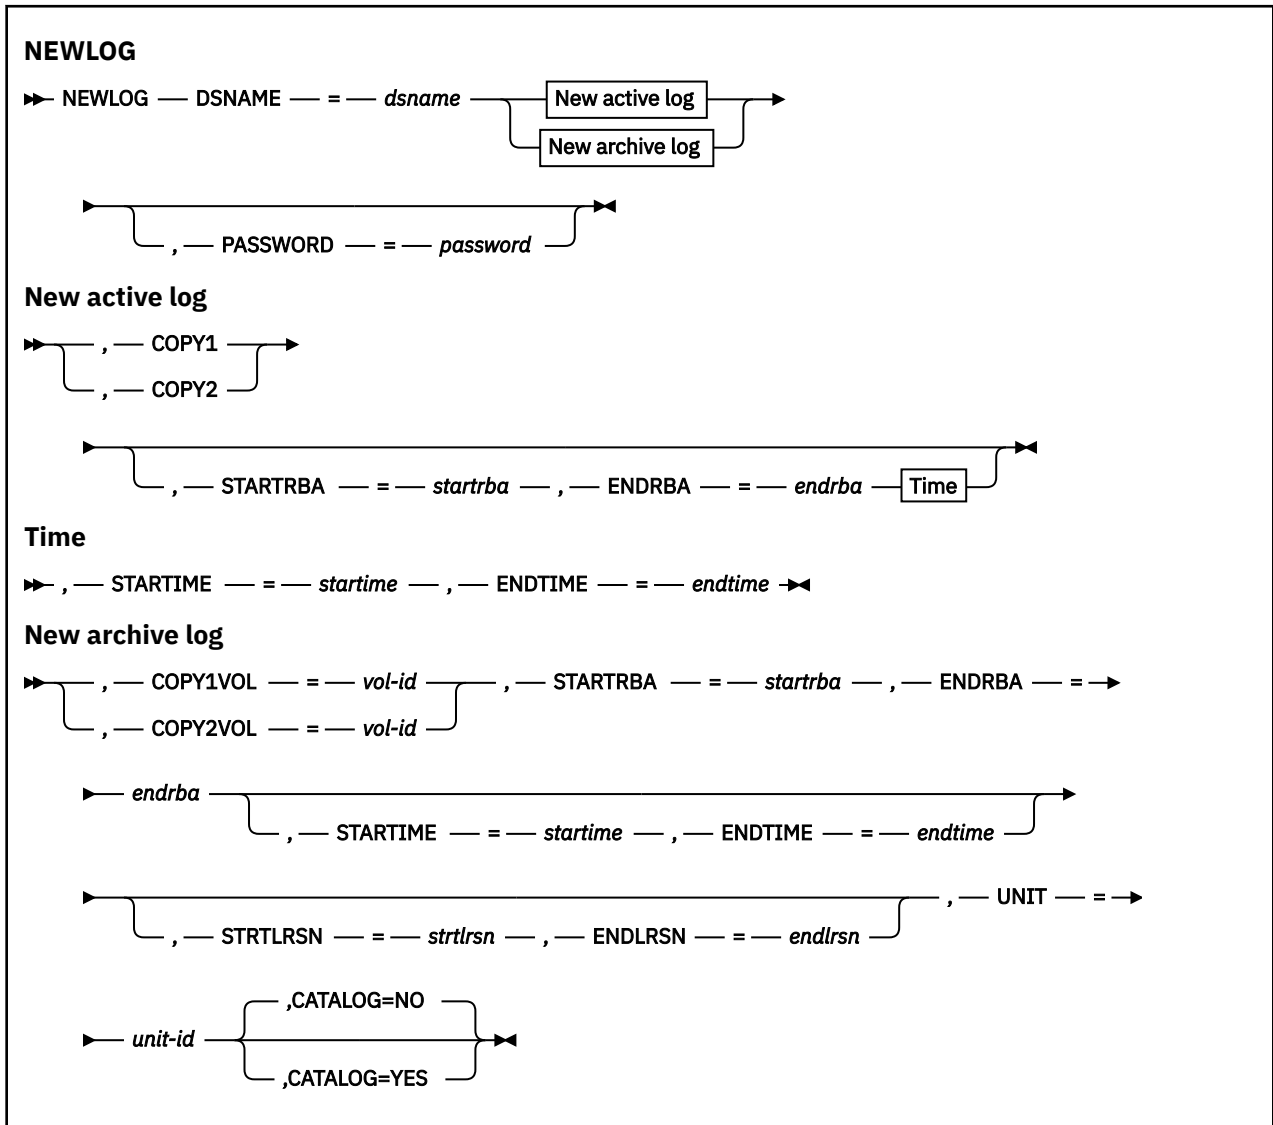 NEWLOG
NEWLOG DSNAME = dsname New active log
New archive log
, PASSWORD = password
New active log
, COPY1
, COPY2
, STARTRBA = startrba , ENDRBA = endrba Time
Time
, STARTIME = startime , ENDTIME = endtime
New archive log
, COPY1VOL = vol-id , STARTRBA = startrba , ENDRBA =
, COPY2VOL = vol-id
endrba
, STARTIME = startime , ENDTIME = endtime
, UNIT =
, STRTLRSN = strtlrsn , ENDLRSN = endlrsn
,CATALOG=NO
unit-id
,CATALOG=YES